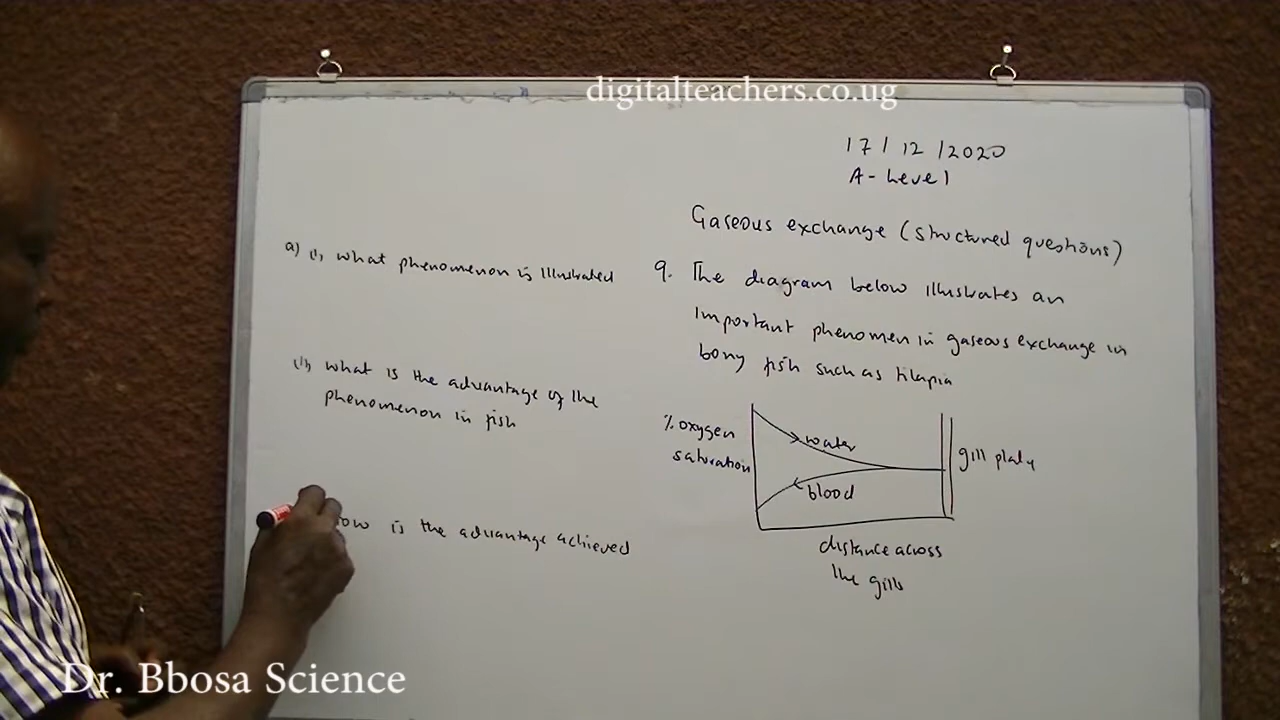 digitalteachers.co.ug
17/12/2020
A-Level
Gaseous exchange (structured questions)
9. The diagram below illustrates an
important phenomen in gaseous exchange in
bony fish such as tilapia
% oxygen
saturation
water
blood
gill plate
distance across
the gills
a) (i) what phenomenon is illustrated
(ii) what is the advantage of the
phenomenon in fish
is the advantage achieved
Dr. Bbosa Science